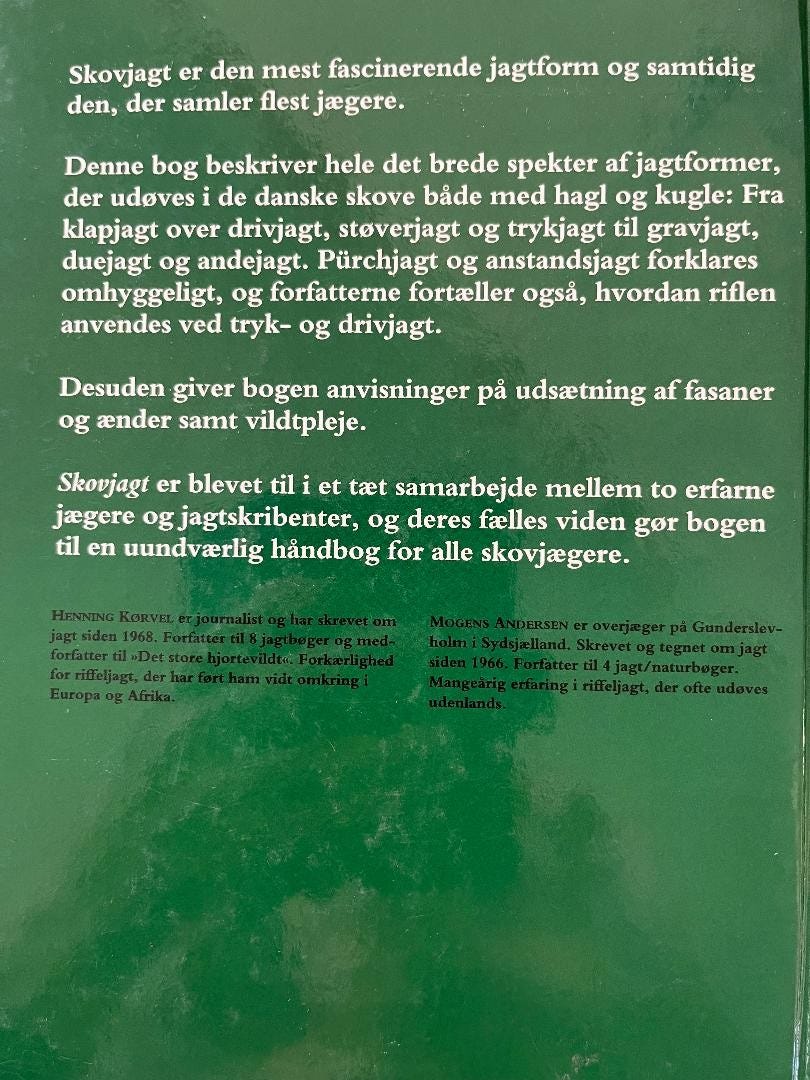 Skovjagt er den mest fascinerende jagtform og samtidig
den, der samler flest jægere.
Denne bog beskriver hele det brede spekter af jagtformer,
der udøves i de danske skove både med hagl og kugle: Fra
klapjagt over drivjagt, støverjagt og trykjagt til gravjagt,
duejagt og andejagt. Pürchjagt og anstandsjagt forklares
omhyggeligt, og forfatterne fortæller også, hvordan riflen
anvendes ved tryk- og drivjagt.
Desuden giver bogen anvisninger på udsætning af fasaner
og ænder samt vildtpleje.
Skovjagt er blevet til i et tæt samarbejde mellem to erfarne
jægere og jagtskribenter, og deres fælles viden gør bogen
til en uundværlig håndbog for alle skovjægere.
HENNING KØRVEL er journalist og har skrevet om
jagt siden 1968. Forfatter til 8 jagtbøger og med-
forfatter til »Det store hjortevildt«. Forkærlighed
for riffeljagt, der har ført ham vidt omkring i
Europa og Afrika.
MOGENS ANDERSEN er overjæger på Gunderslev-
holm i Sydsjælland. Skrevet og tegnet om jagt
siden 1966. Forfatter til 4 jagt/naturbøger.
Mangeårig erfaring i riffeljagt, der ofte udøves
udenlands.